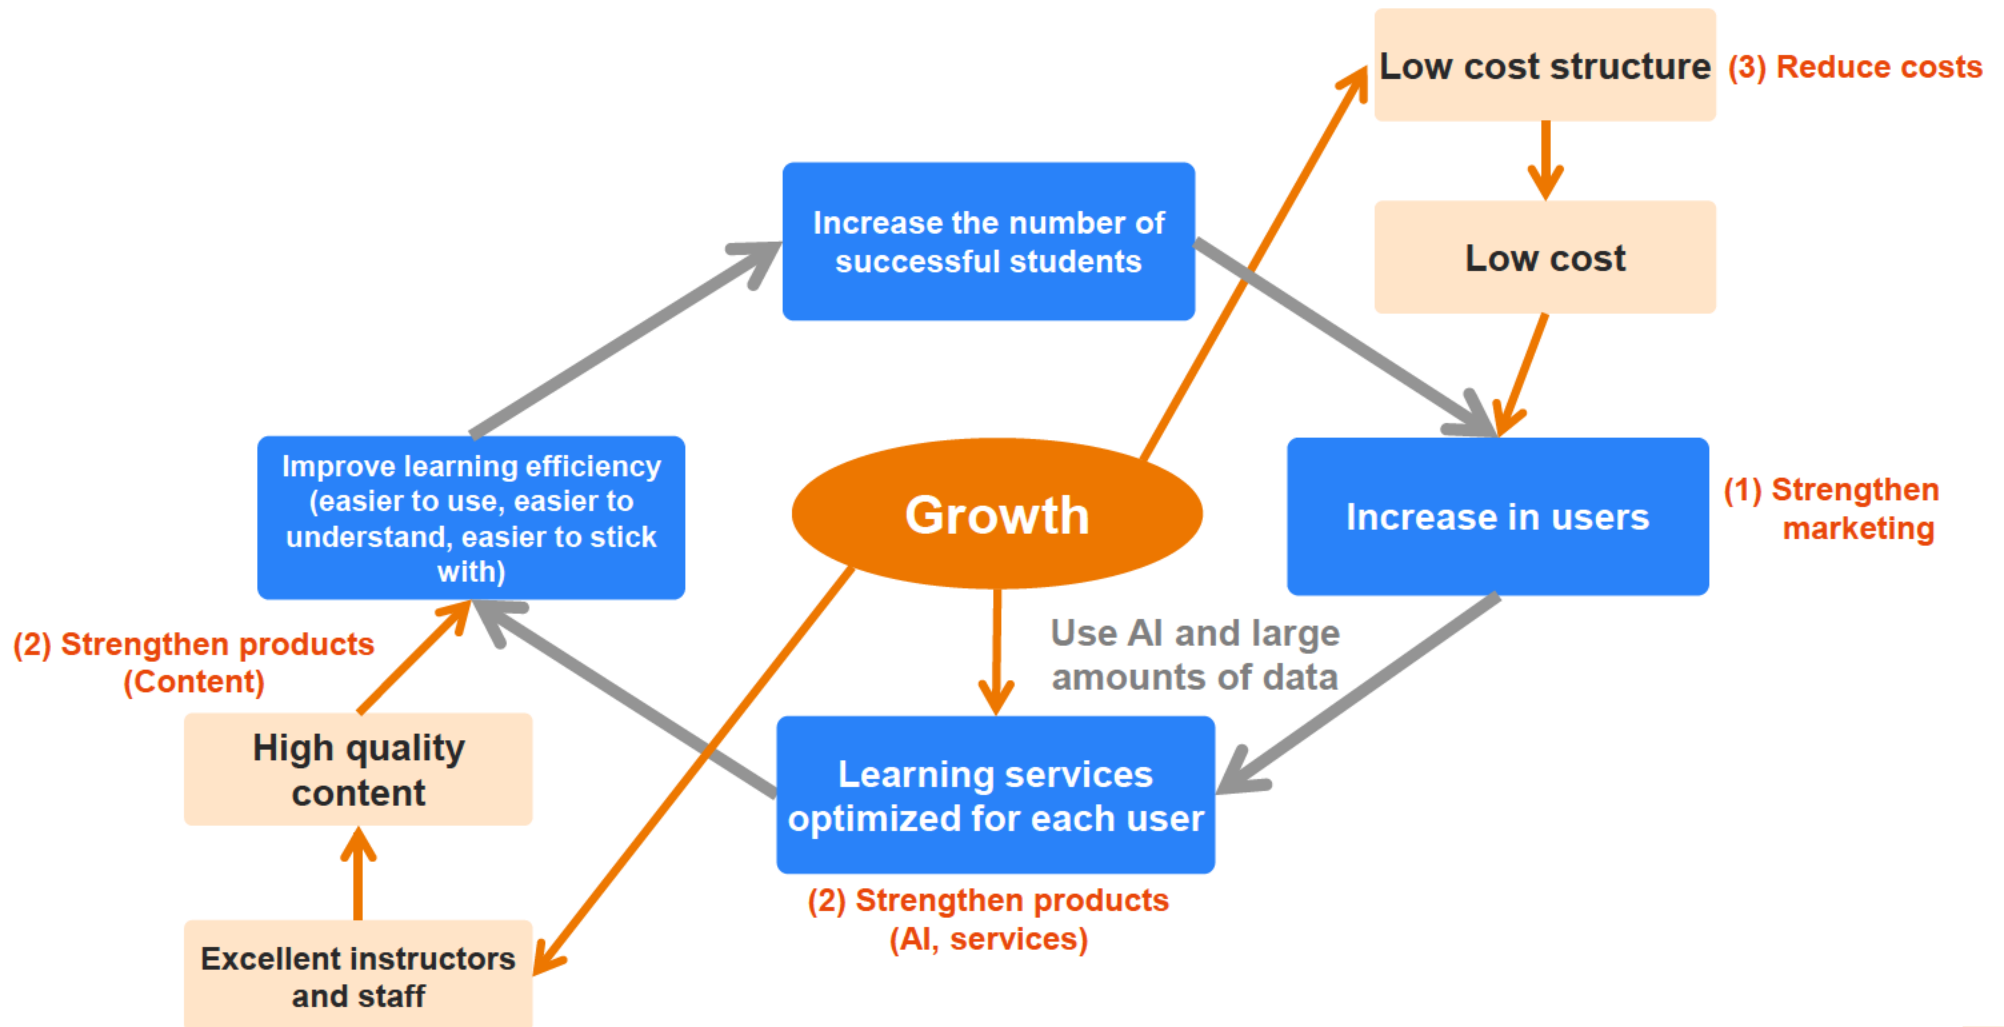 Low cost structure
(3) Reduce costs
Increase the number of
successful students
Low cost
Improve learning efficiency
(easier to use, easier to
understand, easier to stick
with)
Growth
Increase in users
(1) Strengthen
marketing
Use AI and large
amounts of data
(2) Strengthen products
(Content)
High quality
content
Learning services
optimized for each user
(2) Strengthen products
(AI, services)
Excellent instructors
and staff